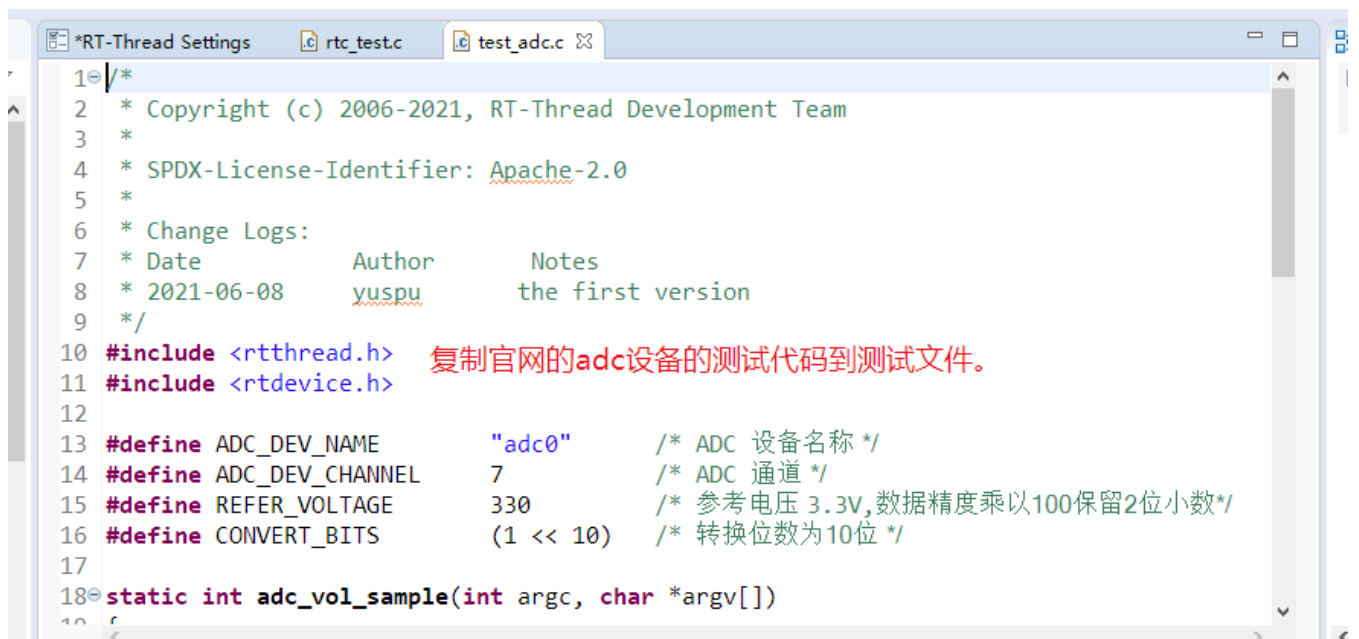 *RT-Thread Settings rtc_test.c test_adc.c
1 /*
2 * Copyright (c) 2006-2021, RT-Thread Development Team
3 *
4 * SPDX-License-Identifier: Apache-2.0
5 *
6 * Change Logs:
7 * Date Author Notes
8 * 2021-06-08 yuspu the first version
9 */
10 #include <rtthread.h> 复制官网的adc设备的测试代码到测试文件。
11 #include <rtdevice.h>
12
13 #define ADC_DEV_NAME "adc0" /* ADC 设备名称 */
14 #define ADC_DEV_CHANNEL 7 /* ADC 通道 */
15 #define REFER_VOLTAGE 330 /* 参考电压 3.3V,数据精度乘以100保留2位小数*/
16 #define CONVERT_BITS (1 << 10) /* 转换位数为10位 */
17
18 static int adc_vol_sample(int argc, char *argv[])